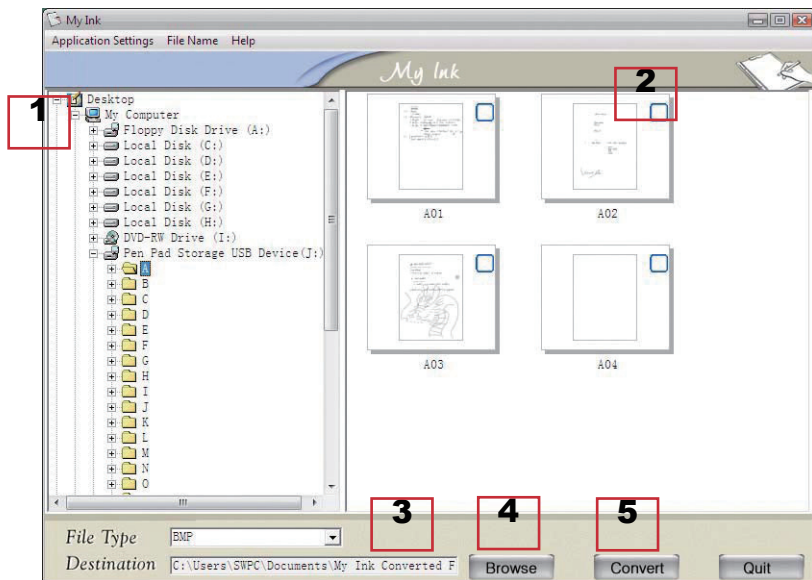 My Ink
Application Settings File Name Help
My Ink
1
Desktop
My Computer
Floppy Disk Drive (A:)
Local Disk (C:)
Local Disk (D:)
Local Disk (E:)
Local Disk (F:)
Local Disk (G:)
Local Disk (H:)
DVD-RW Drive (I:)
Pen Pad Storage USB Device(J:)
A
B
C
D
E
F
G
H
I
J
K
L
M
N
O
2
A01 A02
A03 A04
3 4 5
File Type BMP
Destination C:\Users\SWPC\Documents\My Ink Converted F Browse Convert Quit